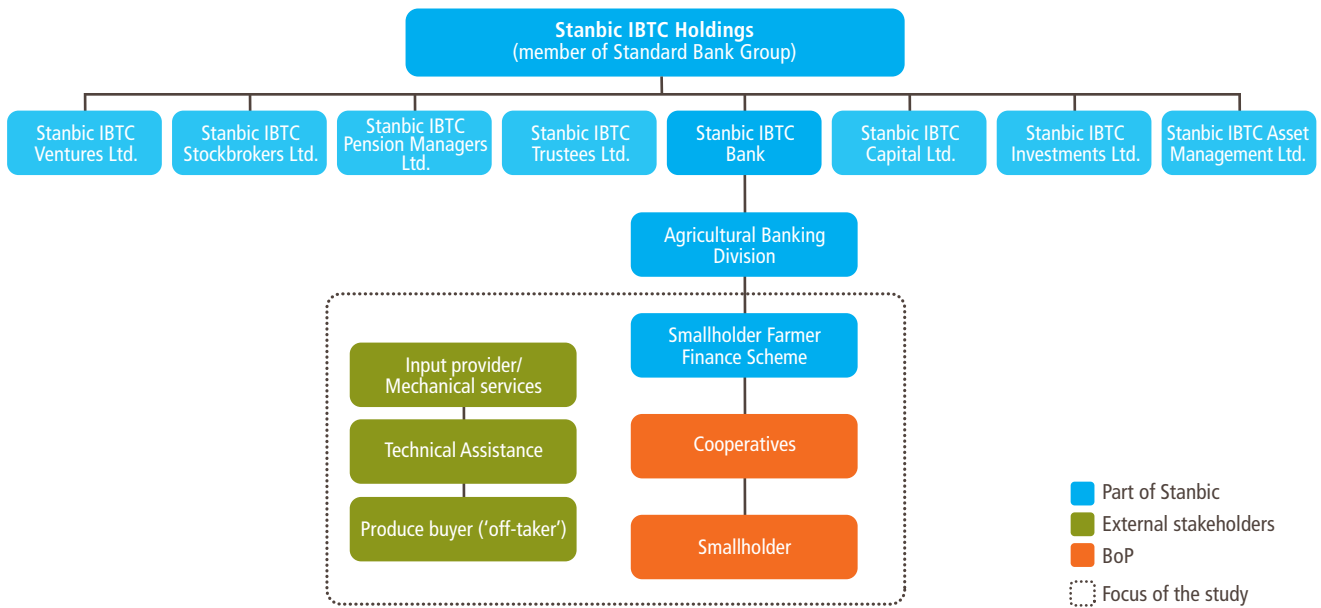 Stanbic IBTC Holdings
(member of Standard Bank Group)
Stanbic IBTC
Ventures Ltd.
Stanbic IBTC
Stockbrokers Ltd.
Stanbic IBTC
Pension Managers
Ltd.
Stanbic IBTC
Trustees Ltd.
Stanbic IBTC
Bank
Stanbic IBTC
Capital Ltd.
Stanbic IBTC
Investments Ltd.
Stanbic IBTC Asset
Management Ltd.
Agricultural Banking
Division
Smallholder Farmer
Finance Scheme
Input provider/
Mechanical services
Cooperatives
Technical Assistance
Produce buyer (‘off-taker’)
Smallholder
Part of Stanbic
External stakeholders
BoP
Focus of the study